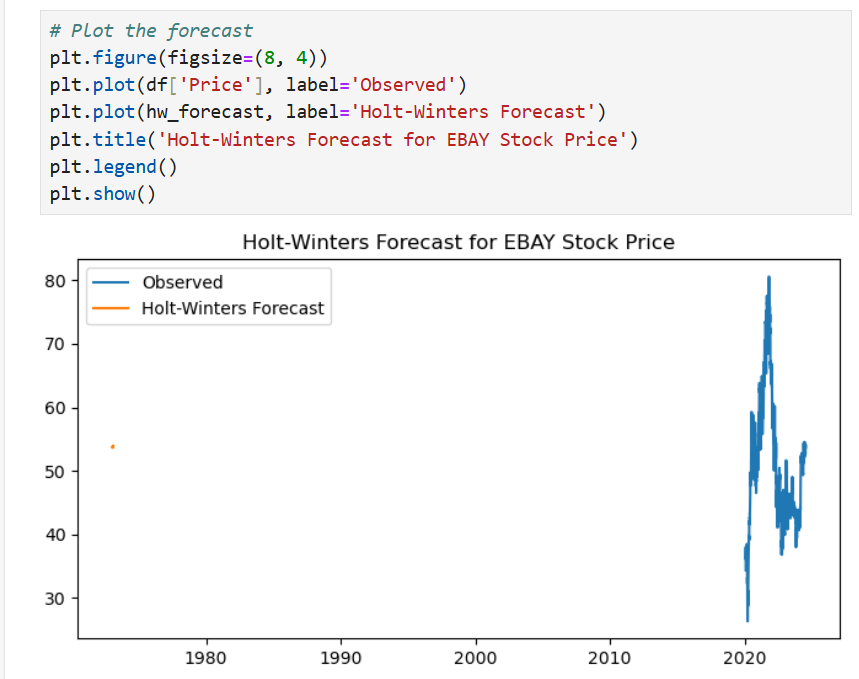 # Plot the forecast
plt.figure(figsize=(8, 4))
plt.plot(df['Price'], label='Observed')
plt.plot(hw_forecast, label='Holt-Winters Forecast')
plt.title('Holt-Winters Forecast for EBAY Stock Price')
plt.legend()
plt.show()
Holt-Winters Forecast for EBAY Stock Price
Observed
Holt-Winters Forecast
80
70
60
50
40
30
1980 1990 2000 2010 2020